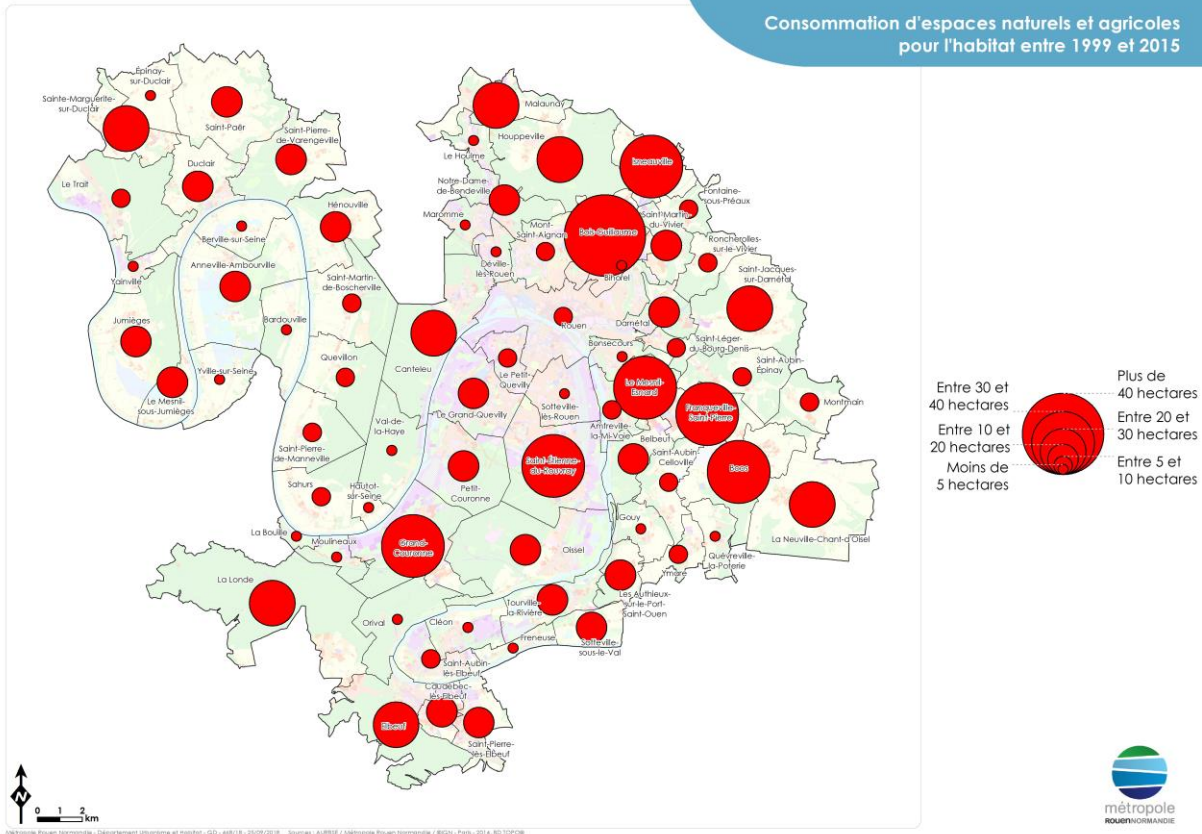 Consommation d'espaces naturels et agricoles
pour l'habitat entre 1999 et 2015
Épinay-
sur-Duclair
Sainte-Marguerite-
sur-Duclair
Saint-Paër
Saint-Pierre-
de-Varengeville
Duclair
Le Trait
Hénouville
Berville-sur-Seine
Anneville-Ambourville
Yainville
Saint-Martin-
de-Boscherville
Jumièges
Bardouville
Quevillon
Canteleu
Yville-sur-Seine
Le Mesnil-
sous-Jumièges
Val-de-
la-Haye
Saint-Pierre-
de-Manneville
Sahurs
Hautot-
sur-Seine
La Bouille
Moulineaux
La Londe
Malaunay
Houppeville
Le Houlme
Isneauville
Notre-Dame-
de-Bondeville
Fontaine-
sous-Préaux
Maromme
Mont-
Saint-Aignan
Bois-Guillaume
Saint-Martin-
du-Vivier
Roncherolles-
sur-le-Vivier
Déville-
lès-Rouen
Bihorel
Saint-Jacques-
sur-Darnétal
Rouen
Darnétal
Bonsecours
Saint-Léger-
du-Bourg-Denis
Saint-Aubin-
Épinay
Le Petit-
Quevilly
Le Mesnil-
Esnard
Montmain
Le Grand-Quevilly
Sotteville-
lès-Rouen
Franqueville-
Saint-Pierre
Amfreville-
la-Mi-Voie
Belbeuf
Saint-Aubin-
Celloville
Boos
Saint-Étienne-
du-Rouvray
Petit-
Couronne
Grand-
Couronne
Oissel
Gouy
La Neuville-Chant-d'Oisel
Quévreville-
la-Poterie
Ymare
Les Authieux-
sur-le-Port-
Saint-Ouen
Tourville-
la-Rivière
Orival
Cléon
Freneuse
Sotteville-
sous-le-Val
Saint-Aubin-
lès-Elbeuf
Caudebec-
lès-Elbeuf
Elbeuf
Saint-Pierre-
lès-Elbeuf
Entre 30 et
40 hectares
Entre 10 et
20 hectares
Moins de
5 hectares
Plus de
40 hectares
Entre 20 et
30 hectares
Entre 5 et
10 hectares
N
0 1 2
km
métropole
ROUENNORMANDIE